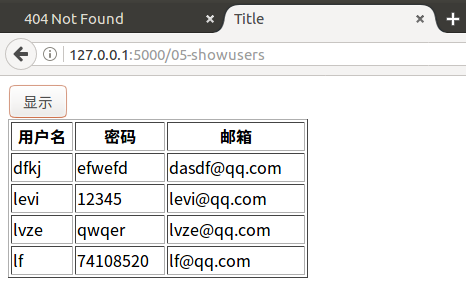 404 Not Found × Title ×
127.0.0.1:5000/05-showusers
显示
用户名 密码 邮箱
dfkj efwefd dasdf@qq.com
levi 12345 levi@qq.com
lvze qwqer lvze@qq.com
lf 74108520 lf@qq.com